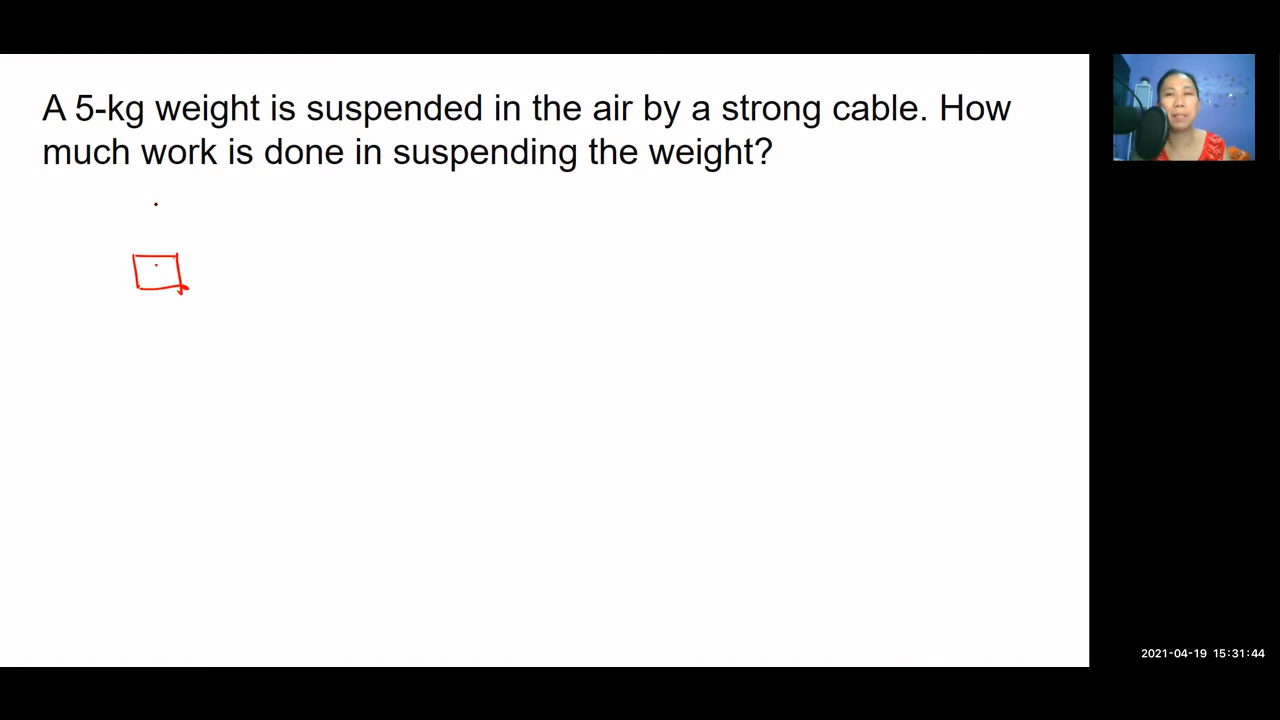 A 5-kg weight is suspended in the air by a strong cable. How
much work is done in suspending the weight?
2021-04-19 15:31:44